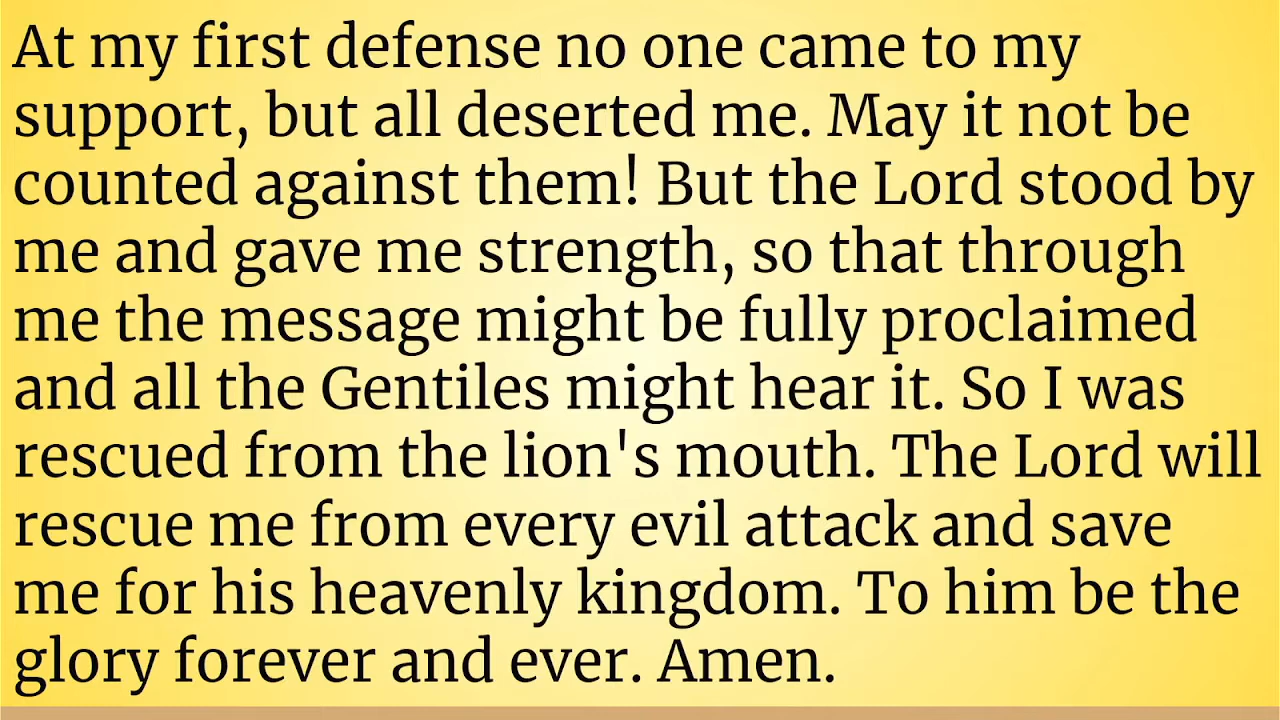 At my first defense no one came to my
support, but all deserted me. May it not be
counted against them! But the Lord stood by
me and gave me strength, so that through
me the message might be fully proclaimed
and all the Gentiles might hear it. So I was
rescued from the lion's mouth. The Lord will
rescue me from every evil attack and save
me for his heavenly kingdom. To him be the
glory forever and ever. Amen.